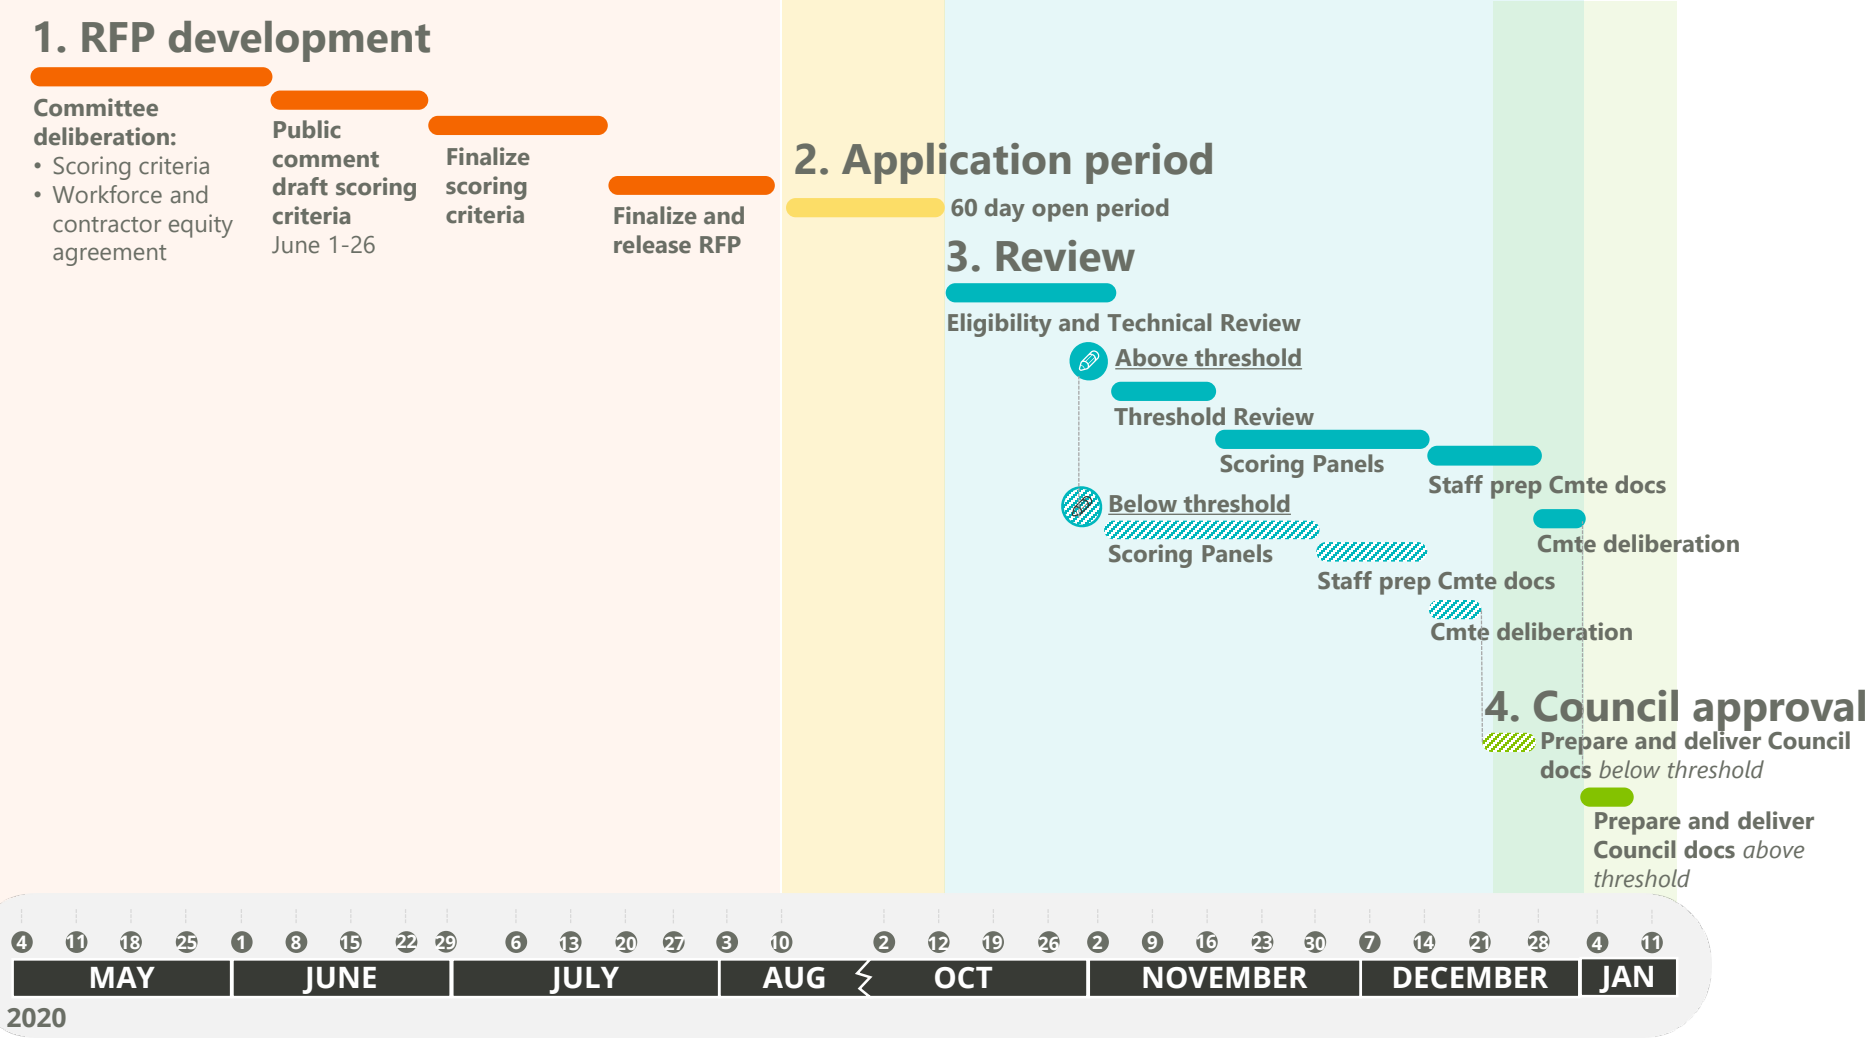 1. RFP development
Committee
deliberation:
• Scoring criteria
• Workforce and
contractor equity
agreement
Public
comment
draft scoring
criteria
June 1-26
Finalize
scoring
criteria
Finalize and
release RFP
2. Application period
60 day open period
3. Review
Eligibility and Technical Review
Above threshold
Threshold Review
Scoring Panels
Staff prep Cmte docs
Cmte deliberation
Below threshold
Scoring Panels
Staff prep Cmte docs
Cmte deliberation
4. Council approval
Prepare and deliver Council
docs below threshold
Prepare and deliver
Council docs above
threshold
4 11 18 25 1 8 15 22 29 6 13 20 27 3 10 2 12 19 26 2 9 16 23 30 7 14 21 28 4 11
MAY JUNE JULY AUG OCT NOVEMBER DECEMBER JAN
2020